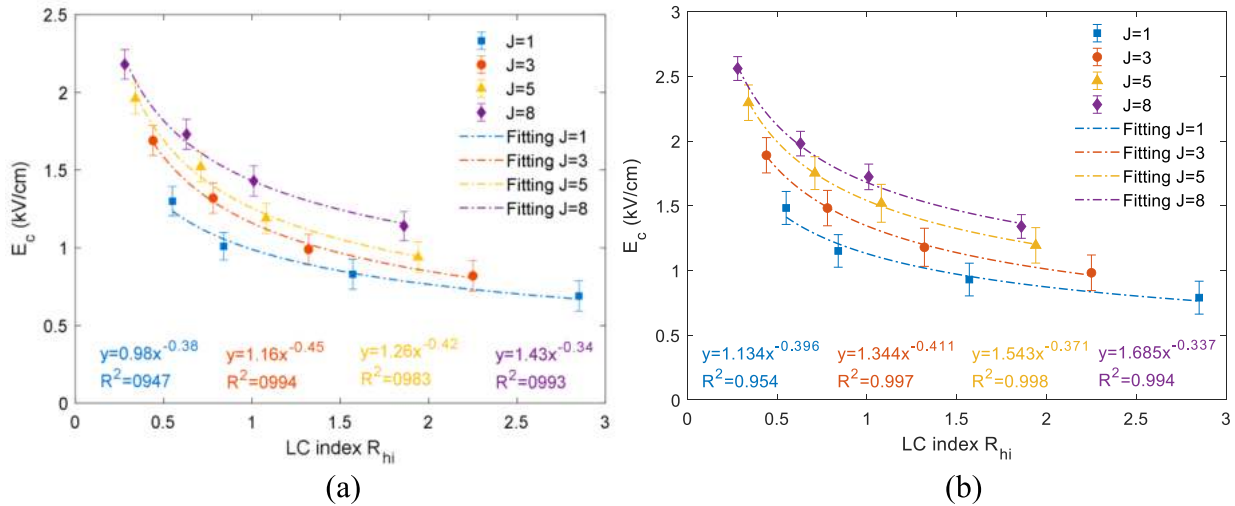 2.5
2
1.5
1
0.5
0
E_c (kV/cm)
0 0.5 1 1.5 2 2.5 3
LC index R_hi
J=1
J=3
J=5
J=8
Fitting J=1
Fitting J=3
Fitting J=5
Fitting J=8
y=0.98x^-0.38
R^2=0947
y=1.16x^-0.45
R^2=0994
y=1.26x^-0.42
R^2=0983
y=1.43x^-0.34
R^2=0993
(a)
3
2.5
2
1.5
1
0.5
0
E_c (kV/cm)
0 0.5 1 1.5 2 2.5 3
LC index R_hi
J=1
J=3
J=5
J=8
Fitting J=1
Fitting J=3
Fitting J=5
Fitting J=8
y=1.134x^-0.396
R^2=0.954
y=1.344x^-0.411
R^2=0.997
y=1.543x^-0.371
R^2=0.998
y=1.685x^-0.337
R^2=0.994
(b)